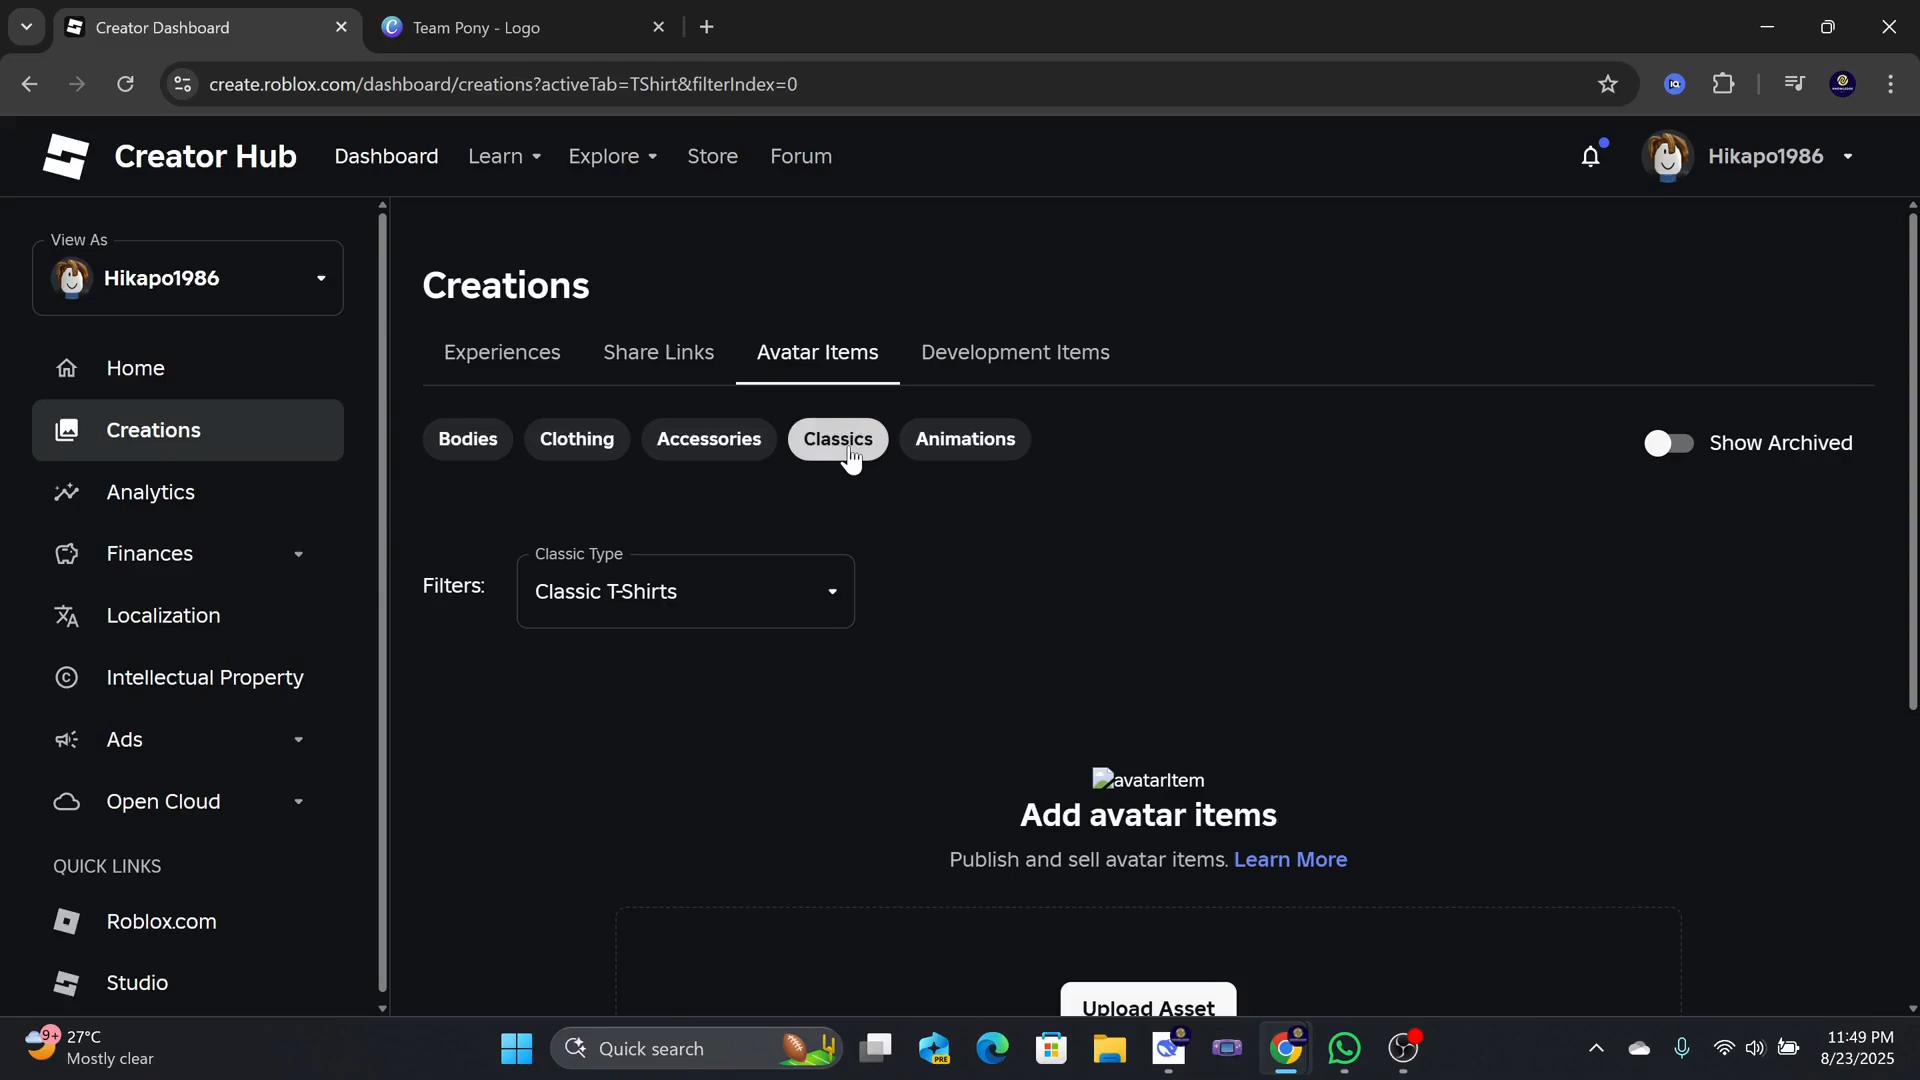 Creator Dashboard
Team Pony - Logo
create.roblox.com/dashboard/creations?activeTab=TShirt&filterIndex=0
Creator Hub
Dashboard
Learn
Explore
Store
Forum
Hikapo1986
View As
Hikapo1986
Home
Creations
Analytics
Finances
Localization
Intellectual Property
Ads
Open Cloud
QUICK LINKS
Roblox.com
Studio
Creations
Experiences
Share Links
Avatar Items
Development Items
Bodies
Clothing
Accessories
Classics
Animations
Show Archived
Filters:
Classic Type
Classic T-Shirts
avatarItem
Add avatar items
Publish and sell avatar items. Learn More
Upload Asset
9+
27°C
Mostly clear
Quick search
PRE
11:49 PM
8/23/2025